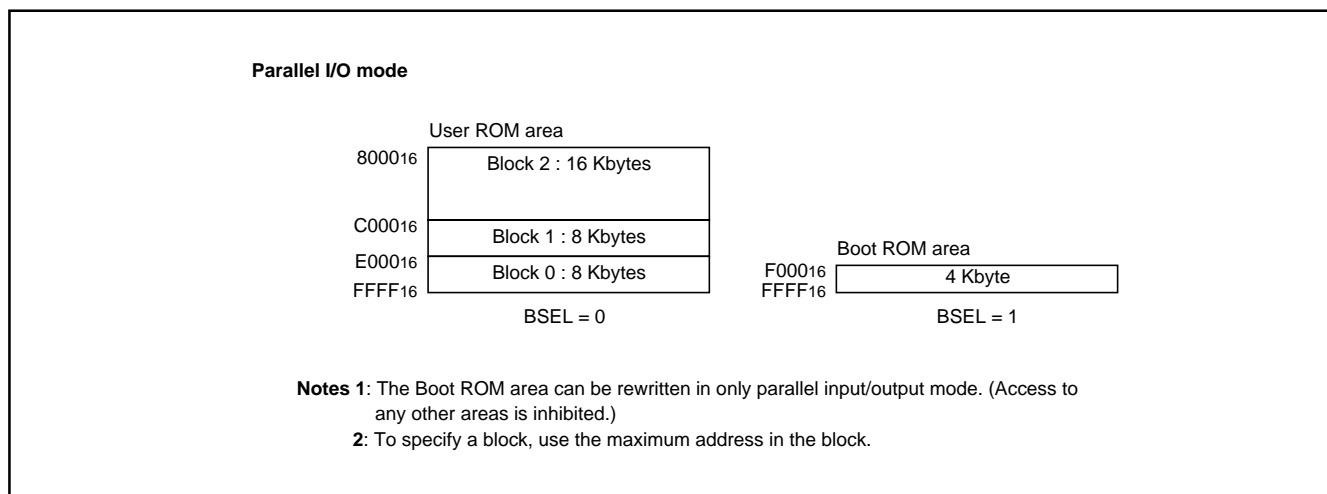 Parallel I/O mode
User ROM area
800016
Block 2 : 16 Kbytes
C00016
Block 1 : 8 Kbytes
E00016
Block 0 : 8 Kbytes
FFFF16
BSEL = 0
Boot ROM area
F00016
4 Kbyte
FFFF16
BSEL = 1
Notes 1: The Boot ROM area can be rewritten in only parallel input/output mode. (Access to
any other areas is inhibited.)
2: To specify a block, use the maximum address in the block.